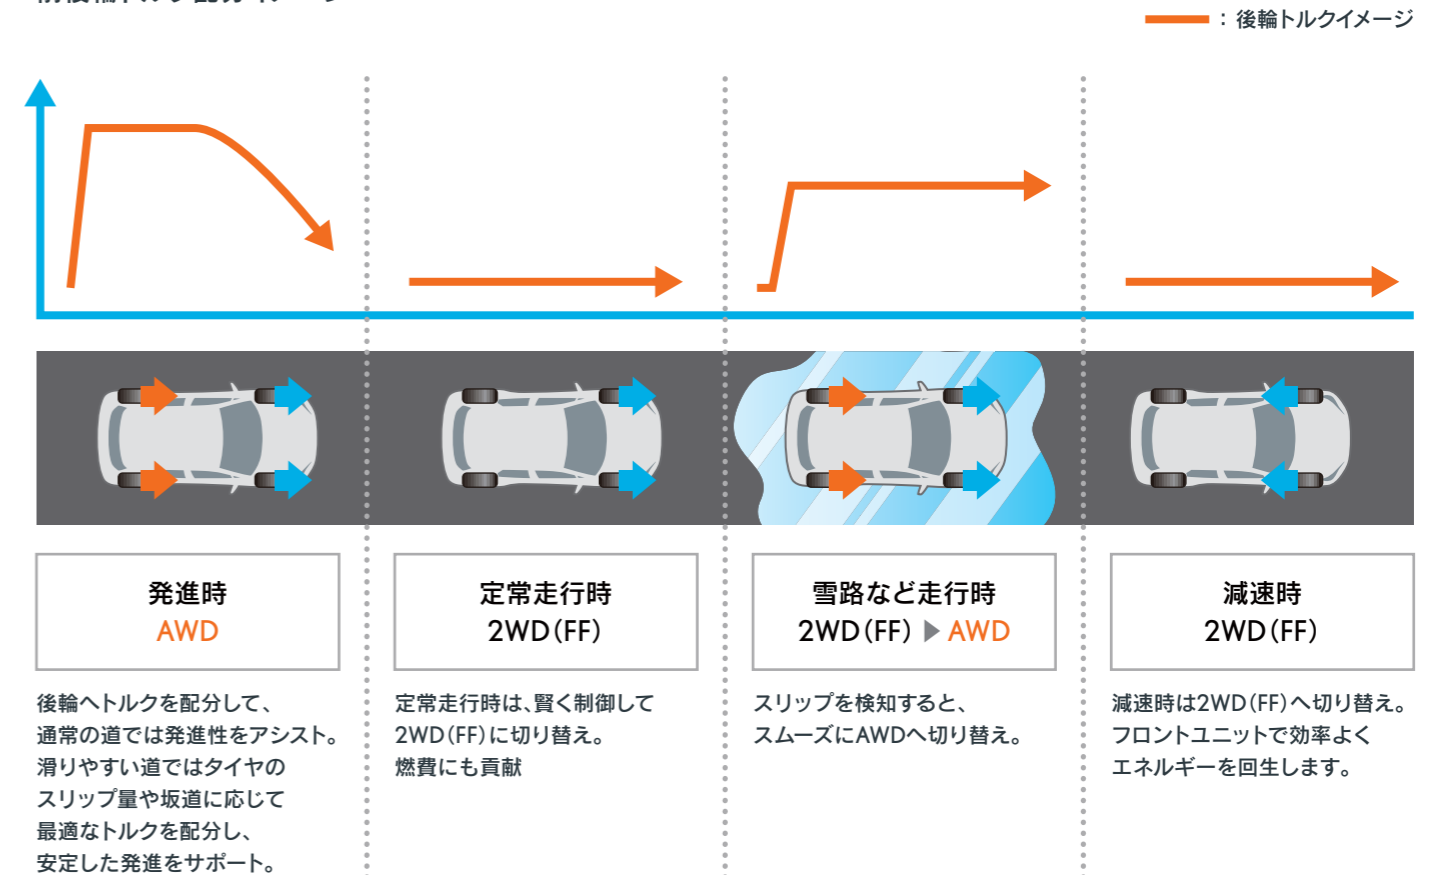 ：後輪トルクイメージ
発進時
AWD
後輪へトルクを配分して、
通常の道では発進性をアシスト。
滑りやすい道ではタイヤの
スリップ量や坂道に応じて
最適なトルクを配分し、
安定した発進をサポート。
定常走行時
2WD（FF）
定常走行時は、賢く制御して
2WD（FF）に切り替え。
燃費にも貢献
雪路など走行時
2WD（FF）▶AWD
スリップを検知すると、
スムーズにAWDへ切り替え。
減速時
2WD（FF）
減速時は2WD（FF）へ切り替え。
フロントユニットで効率よく
エネルギーを回生します。